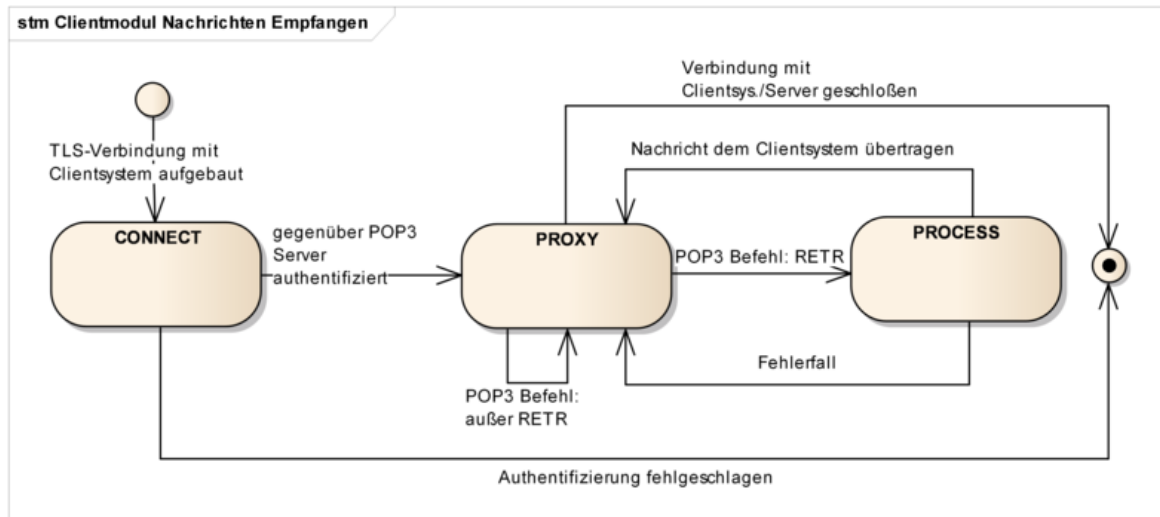 stm Clientmodul Nachrichten Empfangen
Verbindung mit
Clientsys./Server geschloßen
TLS-Verbindung mit
Clientsystem aufgebaut
Nachricht dem Clientsystem übertragen
CONNECT
gegenüber POP3
Server
authentifiziert
PROXY
POP3 Befehl: RETR
PROCESS
Fehlerfall
POP3 Befehl:
außer RETR
Authentifizierung fehlgeschlagen